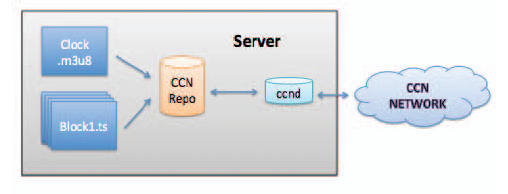 Clock
.m3u8
Server
CCN
Repo
ccnd
CCN
NETWORK
Block1.ts